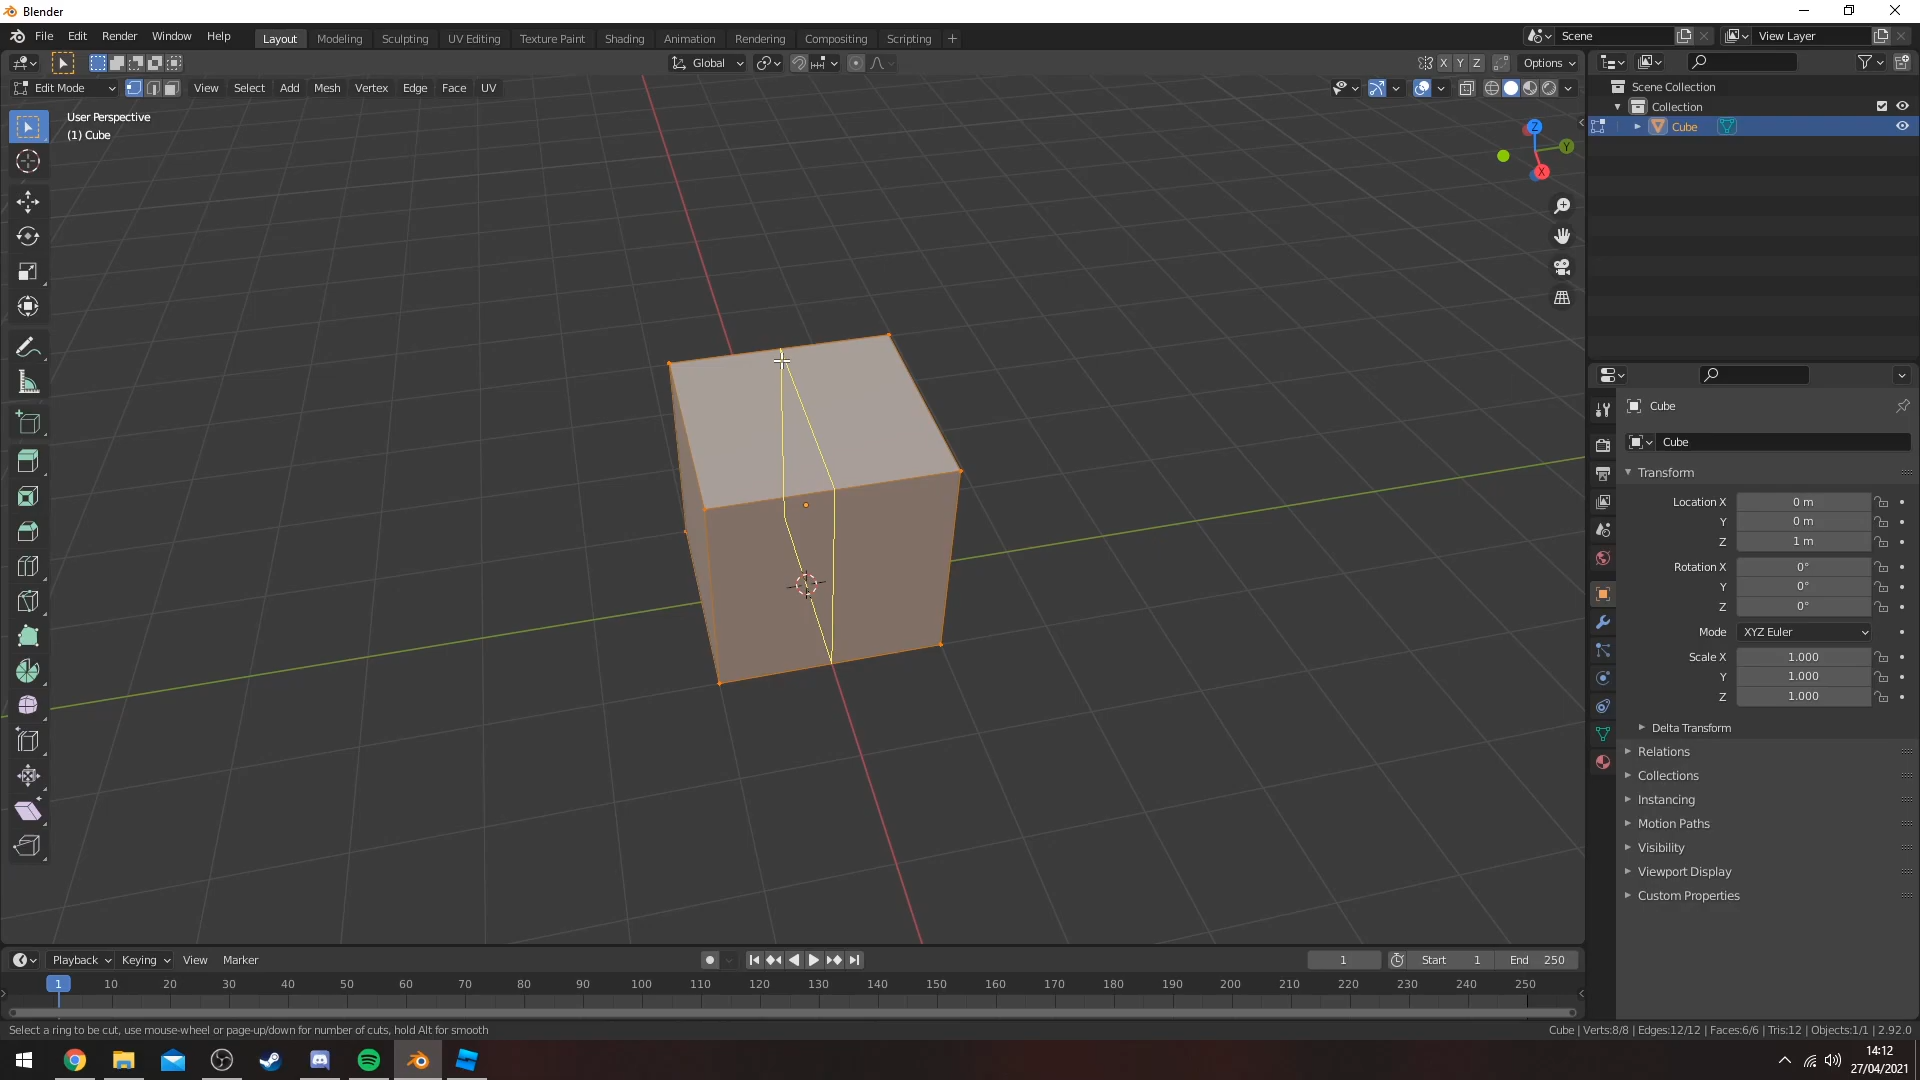 Blender
File Edit Render Window Help
Layout Modeling Sculpting UV Editing Texture Paint Shading Animation Rendering Compositing Scripting +
Scene
View Layer
Global
X Y Z
Options
Edit Mode
View Select Add Mesh Vertex Edge Face UV
User Perspective
(1) Cube
Z
Y
X
Scene Collection
Collection
Cube
Cube
Cube
Transform
Location X 0 m
Y 0 m
Z 1 m
Rotation X 0°
Y 0°
Z 0°
Mode XYZ Euler
Scale X 1.000
Y 1.000
Z 1.000
Delta Transform
Relations
Collections
Instancing
Motion Paths
Visibility
Viewport Display
Custom Properties
Playback Keying View Marker
1
Start 1
End 250
1 10 20 30 40 50 60 70 80 90 100 110 120 130 140 150 160 170 180 190 200 210 220 230 240 250
Select a ring to be cut, use mouse-wheel or page-up/down for number of cuts, hold Alt for smooth
Cube | Verts:8/8 | Edges:12/12 | Faces:6/6 | Tris:12 | Objects:1/1 | 2.92.0
14:12
27/04/2021